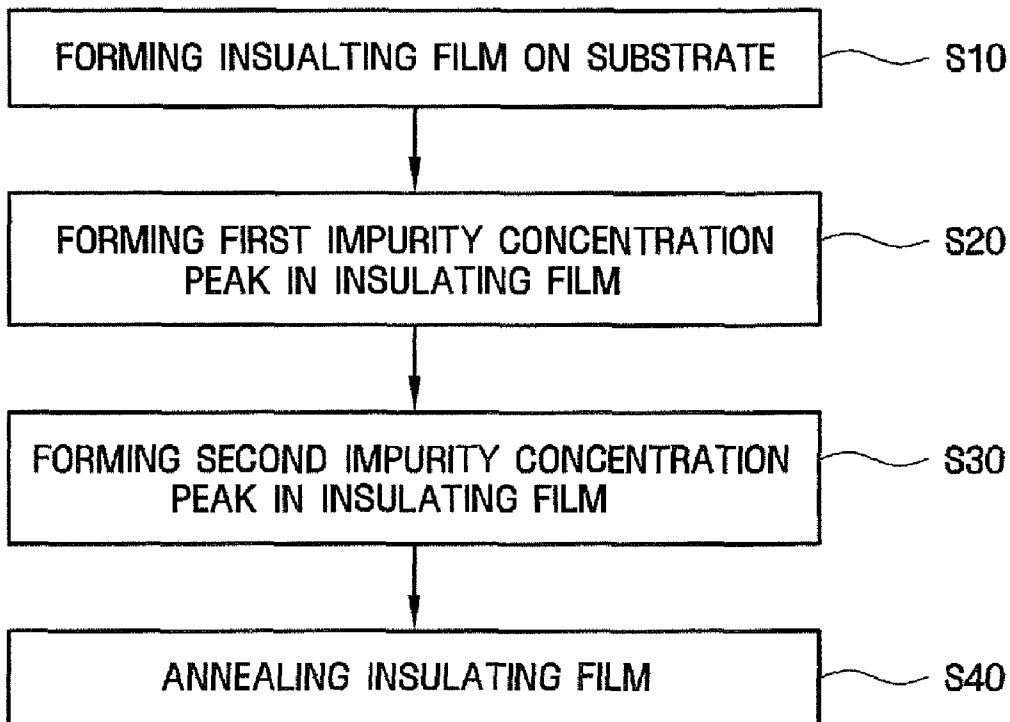 FORMING INSUALTING FILM ON SUBSTRATE
S10
FORMING FIRST IMPURITY CONCENTRATION
PEAK IN INSULATING FILM
S20
FORMING SECOND IMPURITY CONCENTRATION
PEAK IN INSULATING FILM
S30
ANNEALING INSULATING FILM
S40